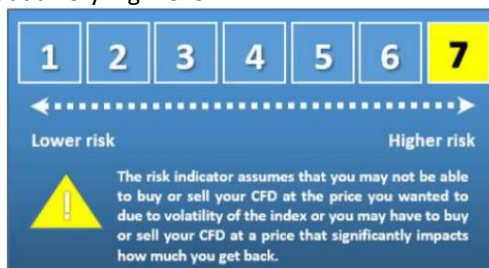 1 2 3 4 5 6 7
Lower risk Higher risk
!
The risk indicator assumes that you may not be able
to buy or sell your CFD at the price you wanted to
due to volatility of the index or you may have to buy
or sell your CFD at a price that significantly impacts
how much you get back.